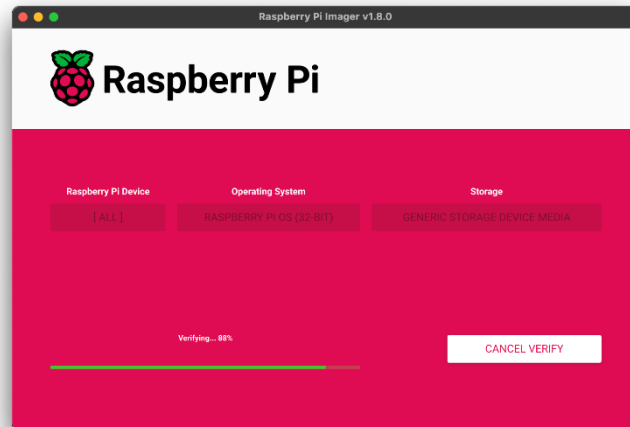 Raspberry Pi Imager v1.8.0
Raspberry Pi
Raspberry Pi Device Operating System Storage
[ ALL ] RASPBERRY PI OS (32-BIT) GENERIC STORAGE DEVICE MEDIA
Verifying... 88%
CANCEL VERIFY